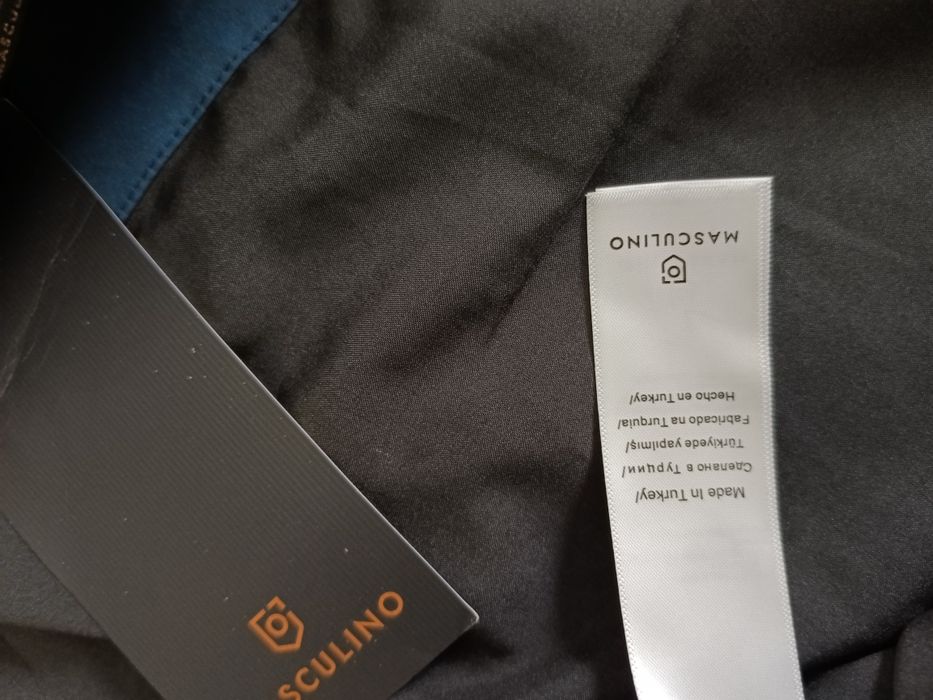 Made In Turkey/
Сделано в Турции/
Türkiyede yapılmış/
Fabricado na Turquia/
Hecho en Turkey/
MASCULINO
SCULINO